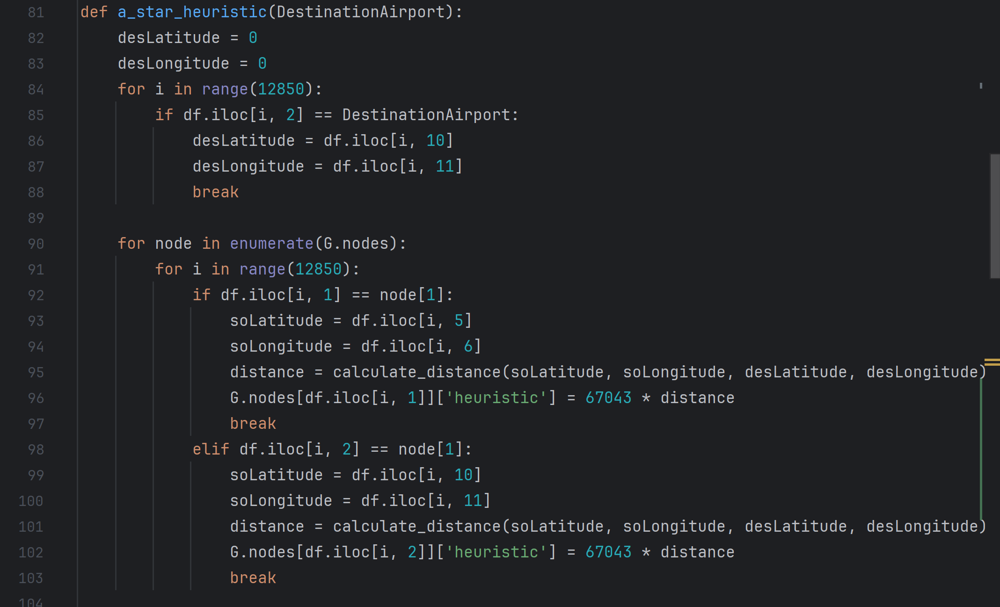 81 def a_star_heuristic(DestinationAirport):
82     desLatitude = 0
83     desLongitude = 0
84     for i in range(12850):
85         if df.iloc[i, 2] == DestinationAirport:
86             desLatitude = df.iloc[i, 10]
87             desLongitude = df.iloc[i, 11]
88             break
89
90     for node in enumerate(G.nodes):
91         for i in range(12850):
92             if df.iloc[i, 1] == node[1]:
93                 soLatitude = df.iloc[i, 5]
94                 soLongitude = df.iloc[i, 6]
95                 distance = calculate_distance(soLatitude, soLongitude, desLatitude, desLongitude)
96                 G.nodes[df.iloc[i, 1]]['heuristic'] = 67043 * distance
97                 break
98             elif df.iloc[i, 2] == node[1]:
99                 soLatitude = df.iloc[i, 10]
100                 soLongitude = df.iloc[i, 11]
101                 distance = calculate_distance(soLatitude, soLongitude, desLatitude, desLongitude)
102                 G.nodes[df.iloc[i, 2]]['heuristic'] = 67043 * distance
103                 break
104